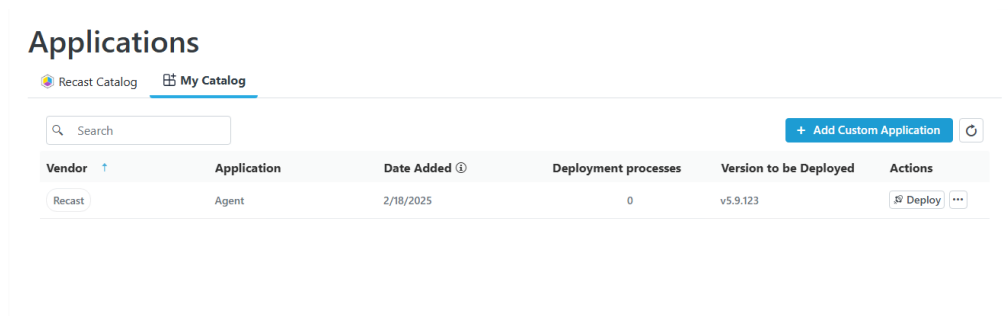 Applications
Recast Catalog My Catalog
Search + Add Custom Application
Vendor ↑ Application Date Added Deployment processes Version to be Deployed Actions
Recast Agent 2/18/2025 0 v5.9.123 Deploy ···